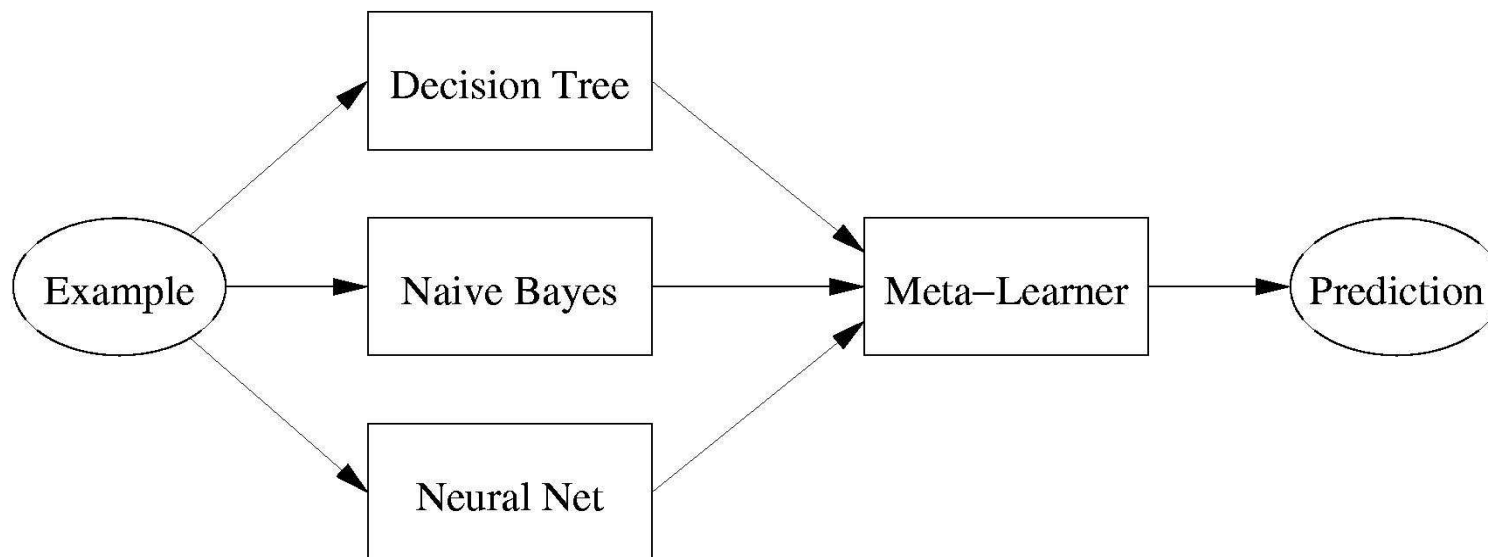 Decision Tree
Example
Naive Bayes
Meta−Learner
Prediction
Neural Net